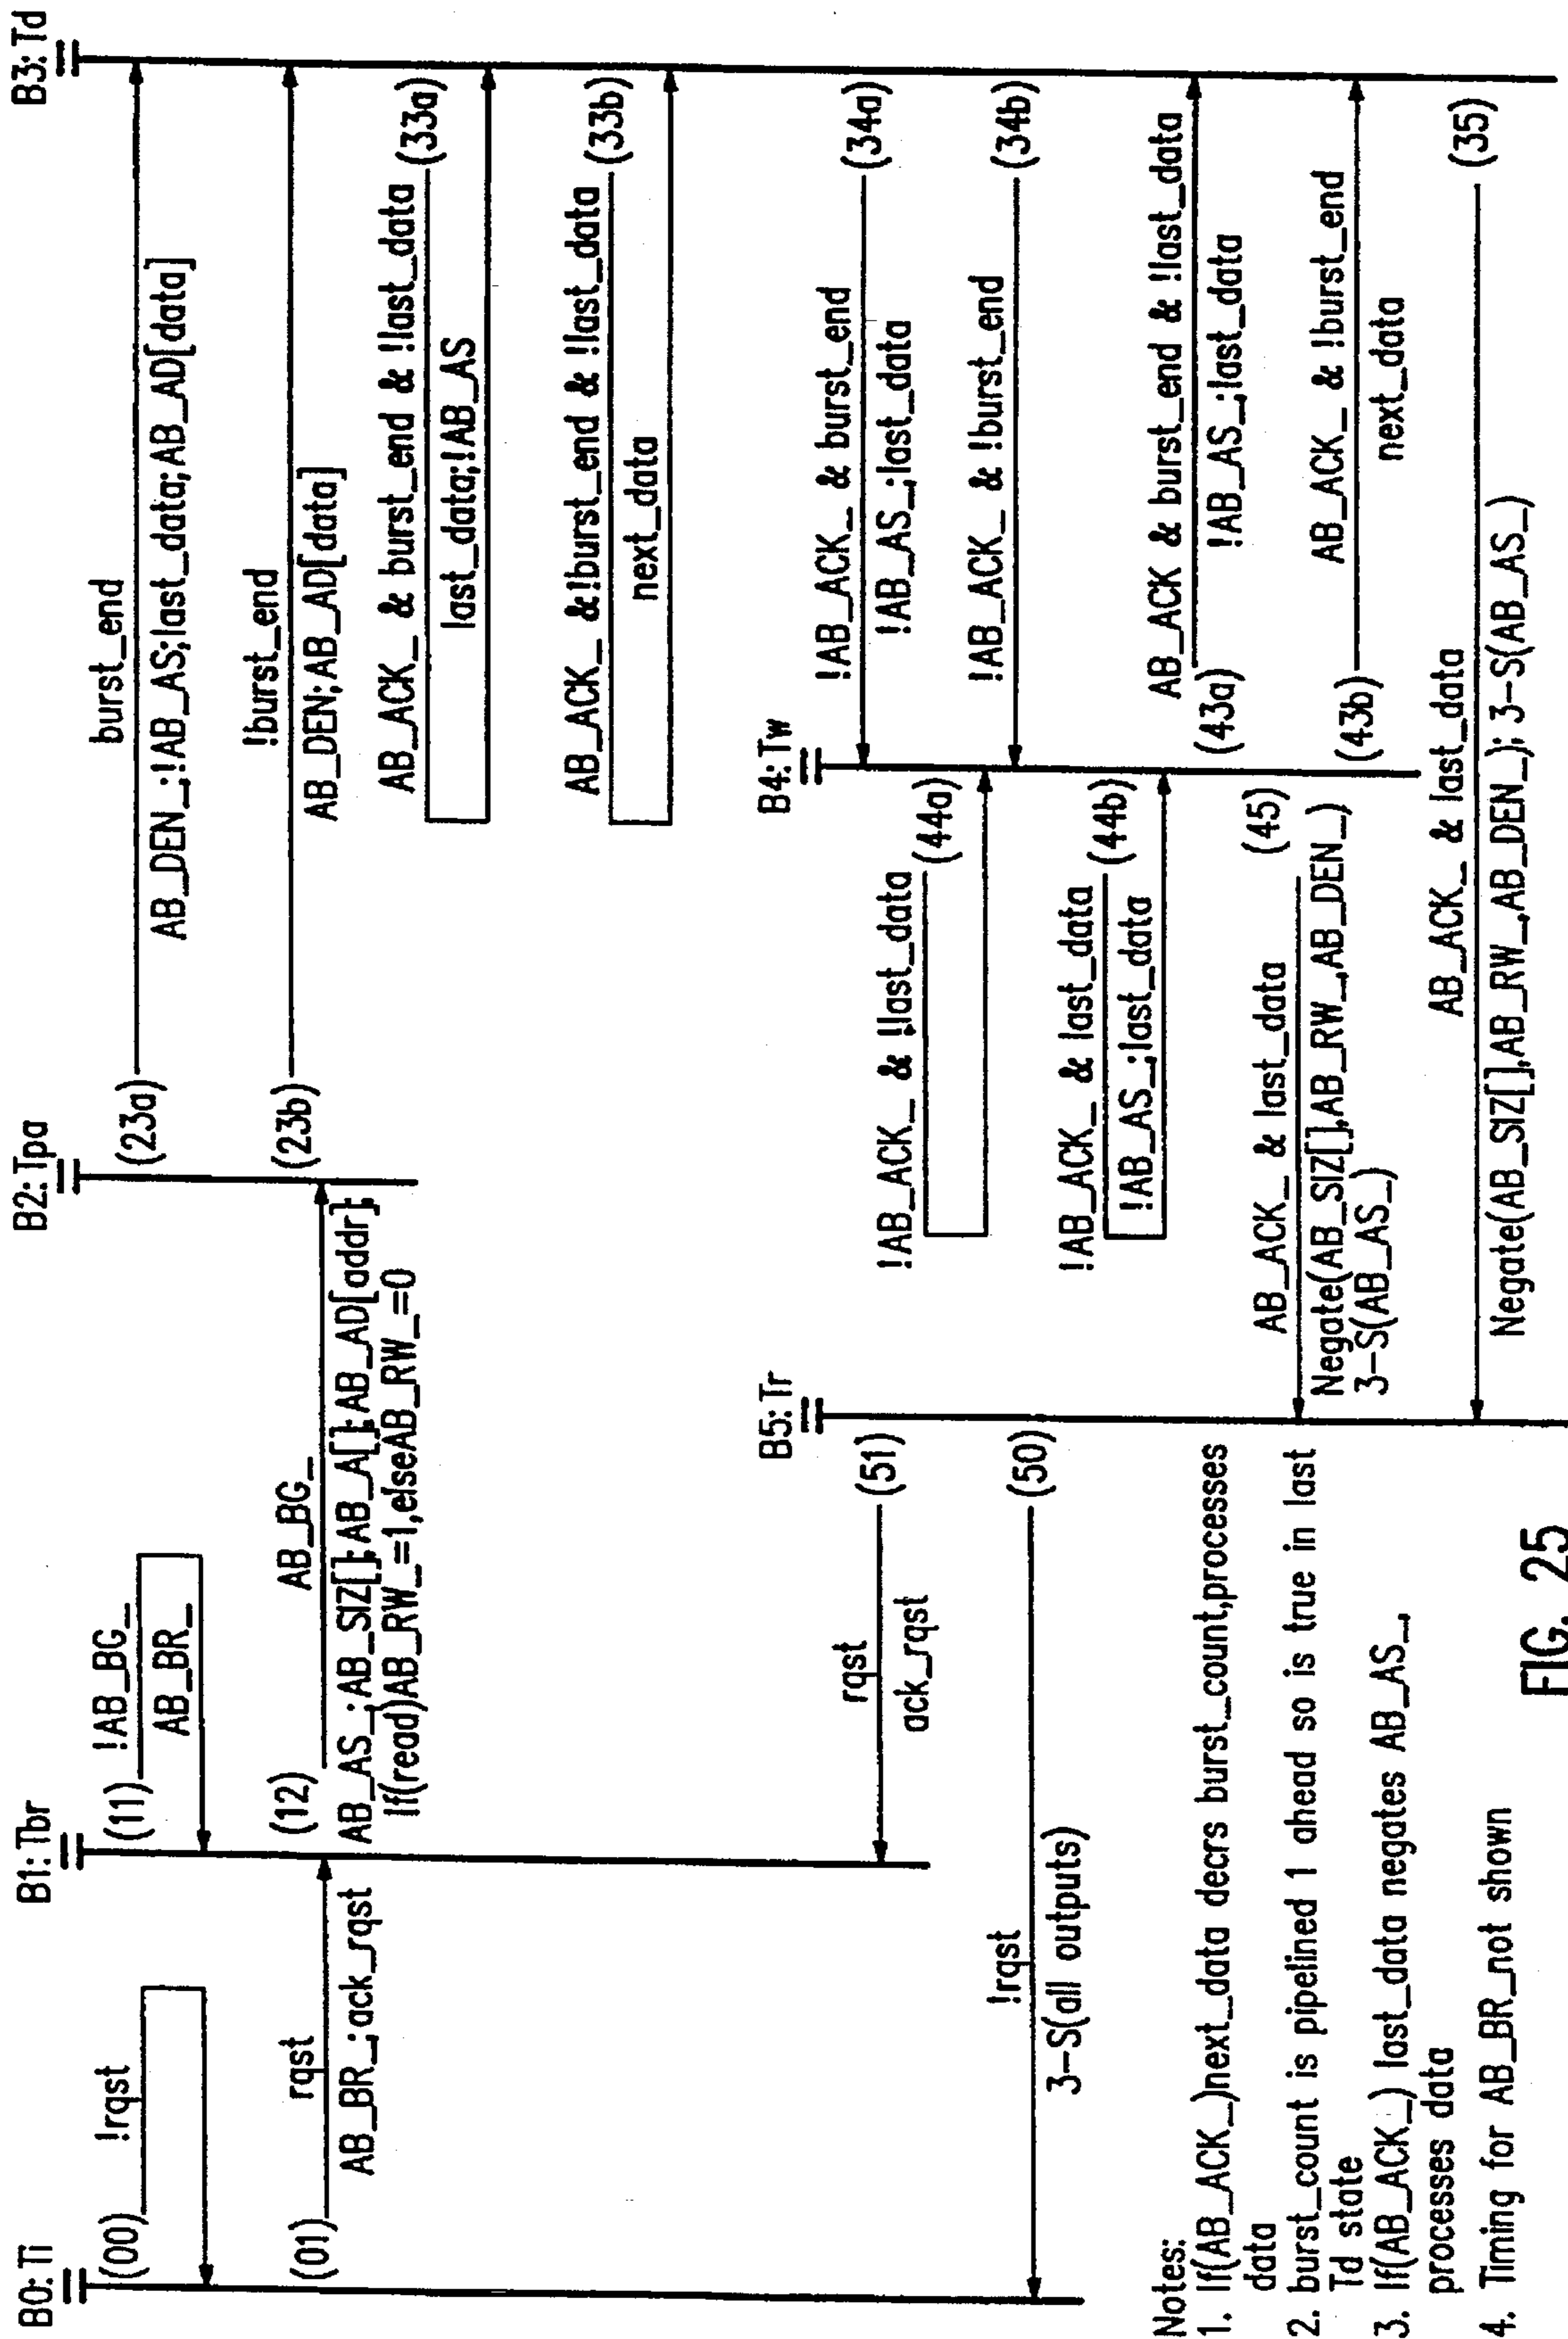 B0: Ti
(00)
!rqst
(01)
rqst
AB_BR_;ack_rqst
B1: Tbr
(11)
!AB_BG_
AB_BR_
(12)
AB_BG_
AB_AS_;AB_SIZ[];AB_A[];AB_AD[addr];
If(read)AB_RW_=1,elseAB_RW_=0
B2: Tpa
(23a)
burst_end
AB_DEN_;!AB_AS;last_data;AB_AD[data]
(23b)
!burst_end
AB_DEN;AB_AD[data]
B3: Td
AB_ACK_ & burst_end & !last_data
(33a)
last_data;!AB_AS
AB_ACK_ &!burst_end & !last_data
(33b)
next_data
B5: Tr
rqst
(51)
ack_rqst
!rqst
(50)
3-S(all outputs)
B4: Tw
!AB_ACK_ & burst_end
(34a)
!AB_AS_;last_data
!AB_ACK_ & !burst_end
(34b)
!AB_ACK_ & !last_data
(44a)
!AB_ACK_ & last_data
(44b)
!AB_AS_;last_data
AB_ACK & burst_end & !last_data
(43a)
!AB_AS_;last_data
AB_ACK_ & !burst_end
(43b)
next_data
AB_ACK_ & last_data
(45)
Negate(AB_SIZ[],AB_RW_,AB_DEN_)
3-S(AB_AS_)
AB_ACK_ & last_data
(35)
Negate(AB_SIZ[],AB_RW_,AB_DEN_); 3-S(AB_AS_)
Notes:
1. If(AB_ACK_)next_data decrs burst_count,processes
data
2. burst_count is pipelined 1 ahead so is true in last
Td state
3. If(AB_ACK_) last_data negates AB_AS_,
processes data
4. Timing for AB_BR_not shown
FIG. 25